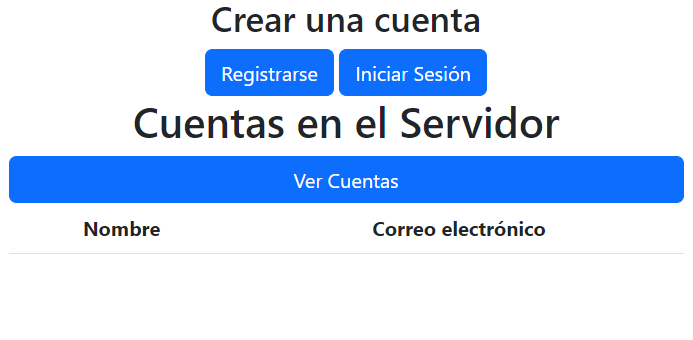 Crear una cuenta
Registrarse Iniciar Sesión
Cuentas en el Servidor
Ver Cuentas
Nombre Correo electrónico